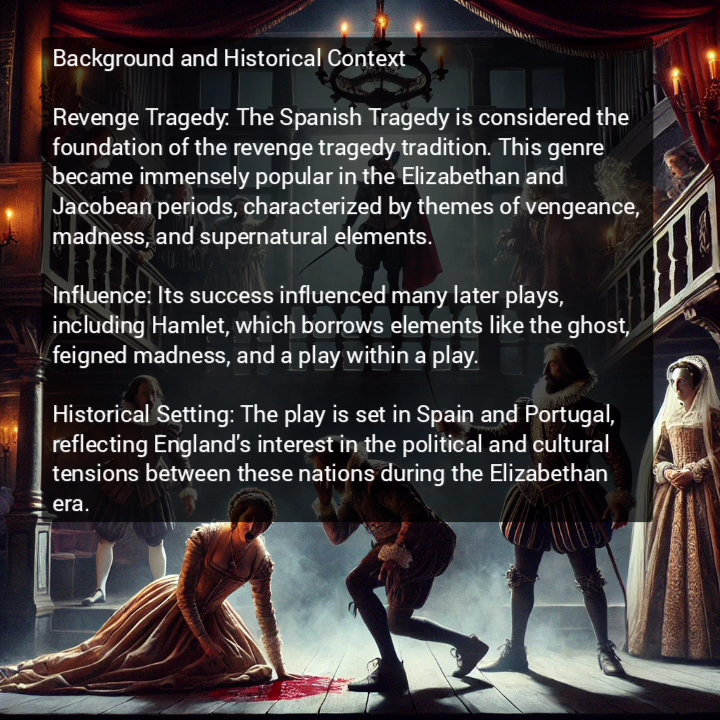 Background and Historical Context
Revenge Tragedy: The Spanish Tragedy is considered the
foundation of the revenge tragedy tradition. This genre
became immensely popular in the Elizabethan and
Jacobean periods, characterized by themes of vengeance,
madness, and supernatural elements.
Influence: Its success influenced many later plays,
including Hamlet, which borrows elements like the ghost,
feigned madness, and a play within a play.
Historical Setting: The play is set in Spain and Portugal,
reflecting England's interest in the political and cultural
tensions between these nations during the Elizabethan
era.